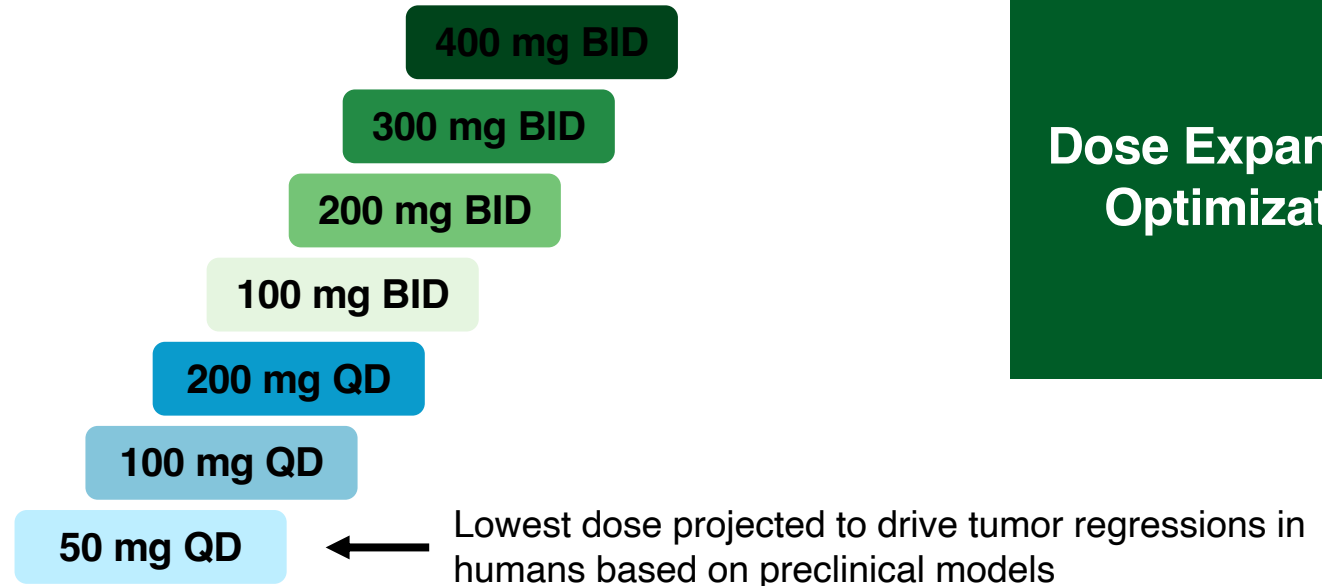 400 mg BID
300 mg BID
Dose Expan
Optimizat
200 mg BID
100 mg BID
200 mg QD
100 mg QD
50 mg QD
Lowest dose projected to drive tumor regressions in
humans based on preclinical models